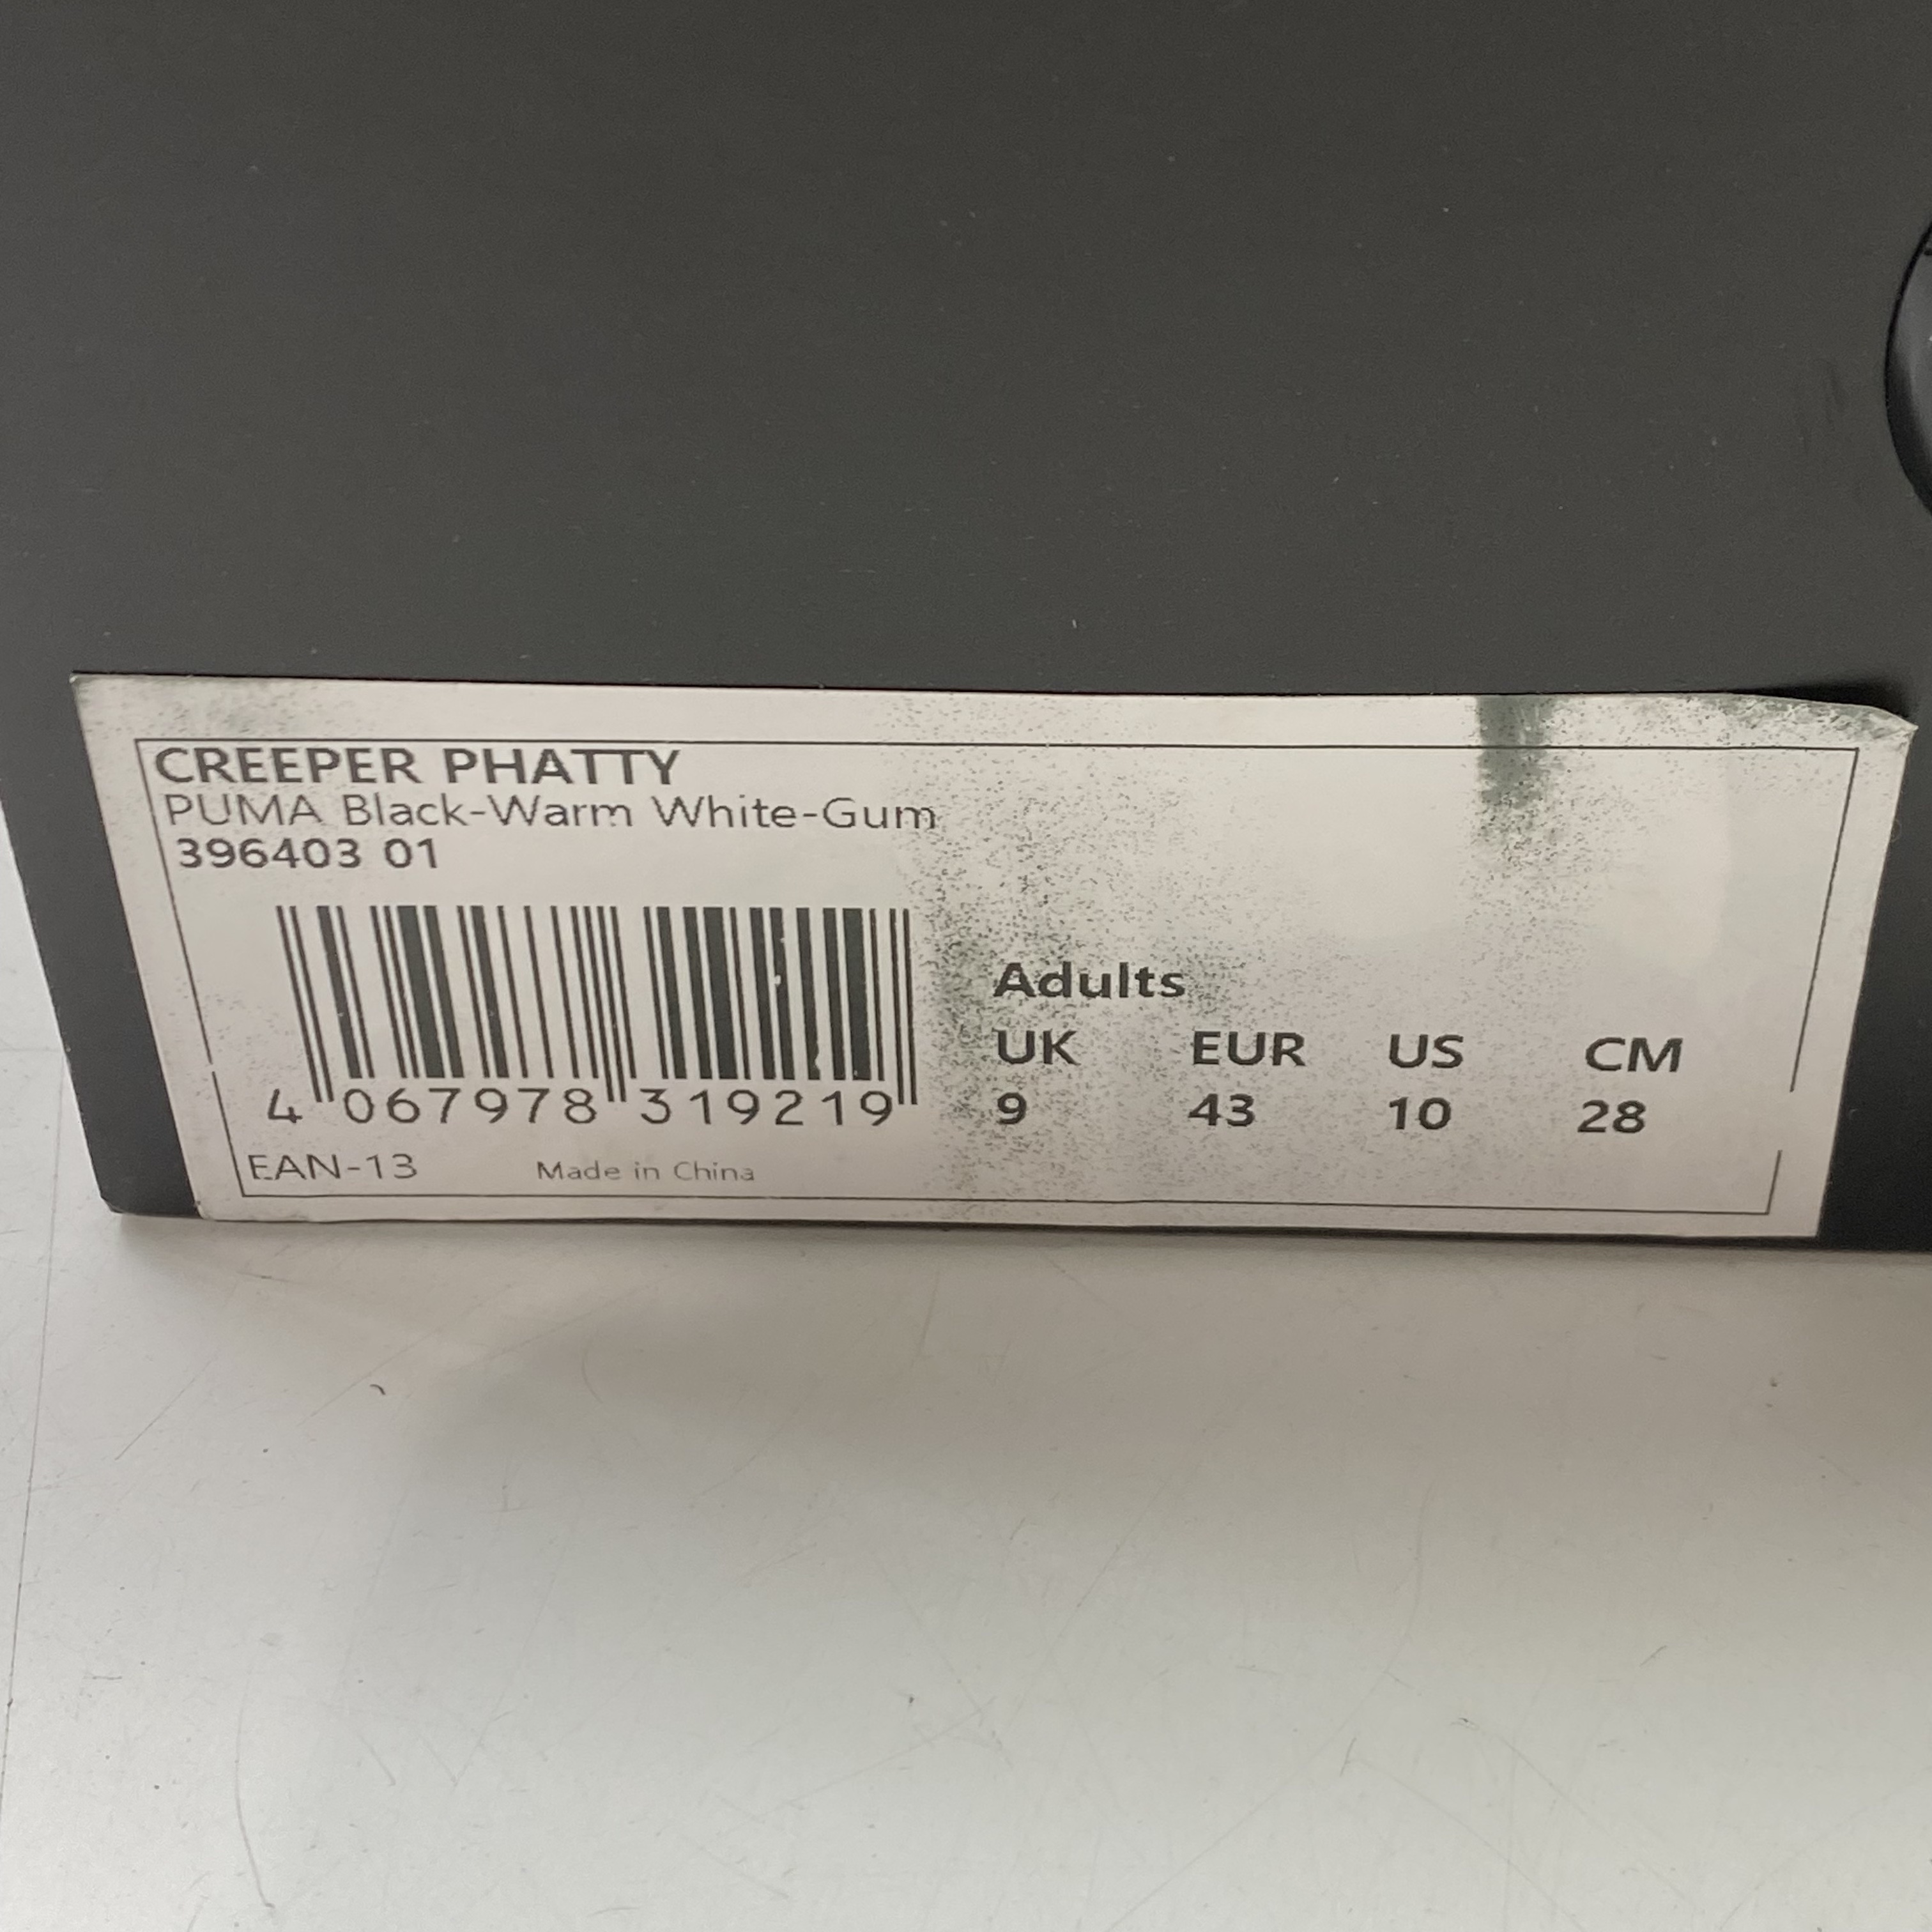 CREEPER PHATTY
PUMA Black-Warm White-Gum
396403 01
4 067978 319219
EAN-13 Made in China
Adults
UK EUR US CM
9 43 10 28